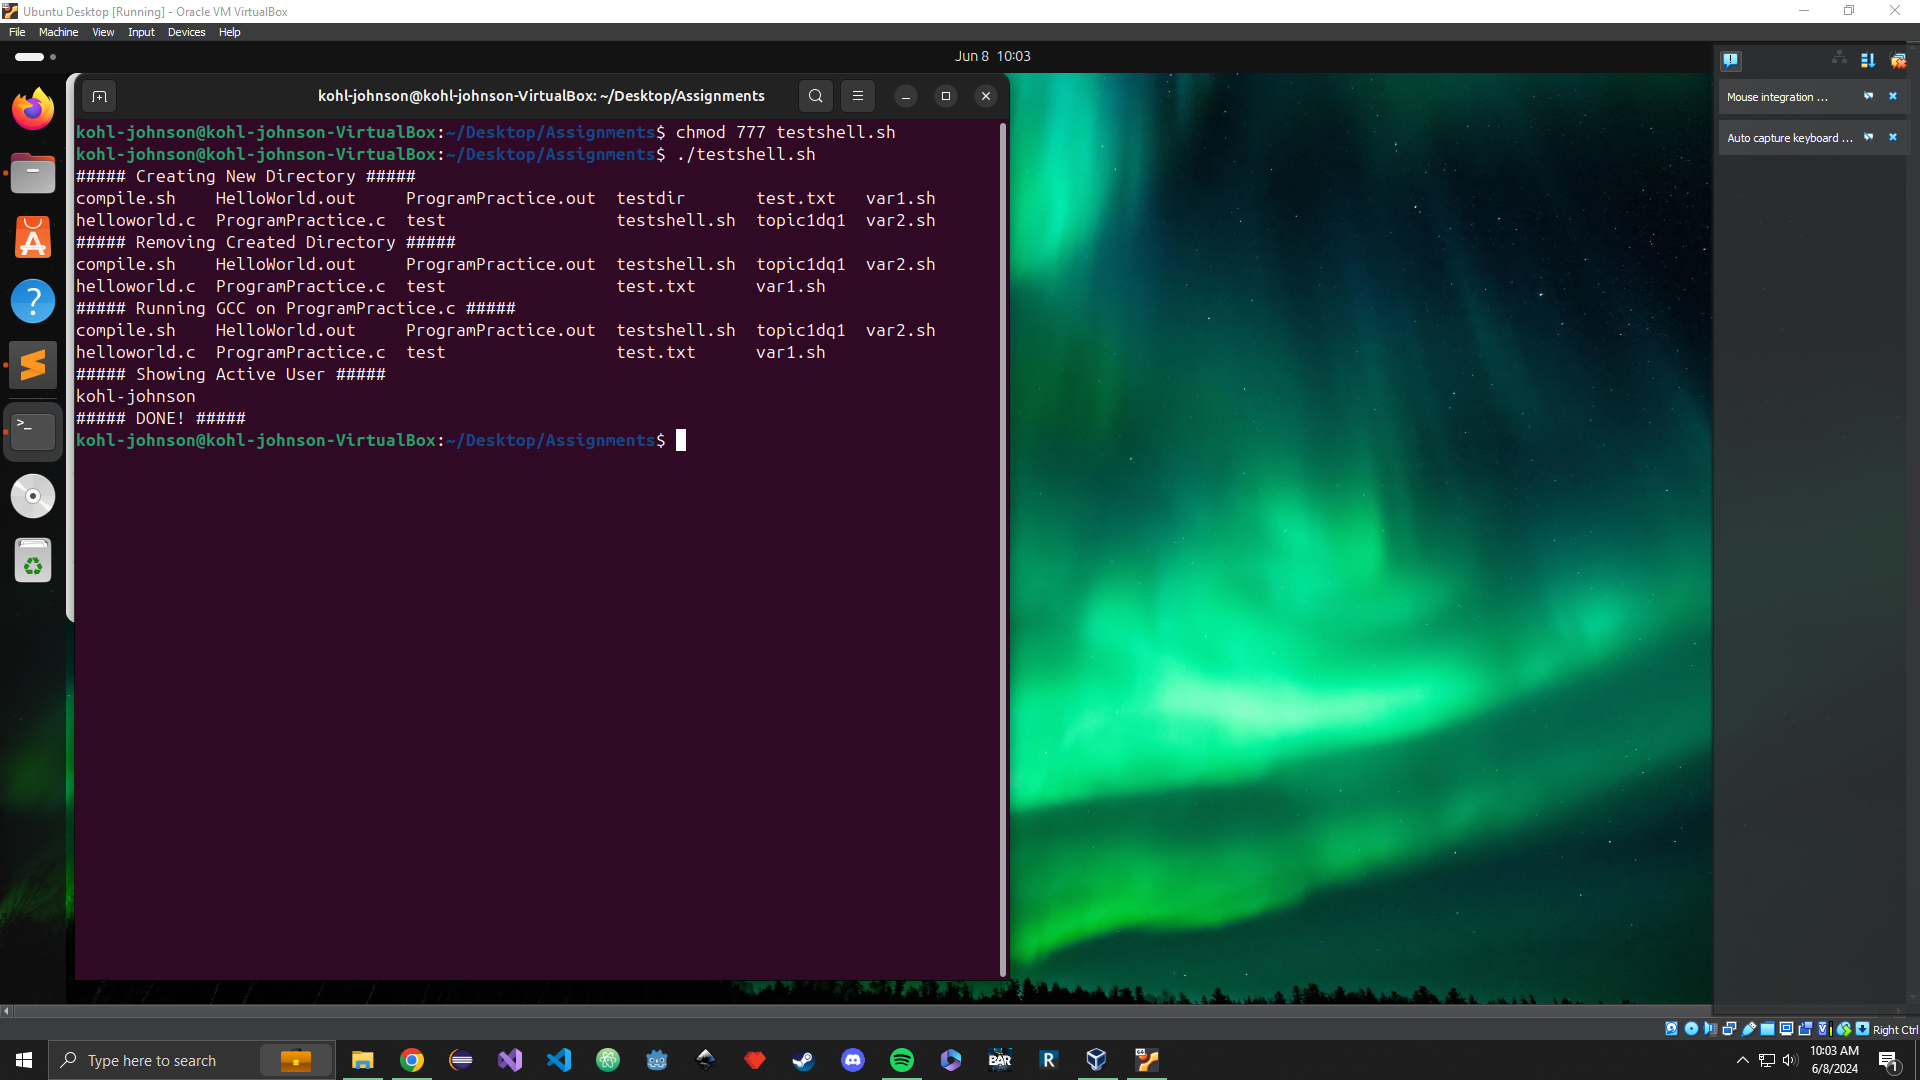 Ubuntu Desktop [Running] - Oracle VM VirtualBox
File Machine View Input Devices Help
Jun 8 10:03
kohl-johnson@kohl-johnson-VirtualBox: ~/Desktop/Assignments
Mouse integration ...
Auto capture keyboard ...
kohl-johnson@kohl-johnson-VirtualBox:~/Desktop/Assignments$ chmod 777 testshell.sh
kohl-johnson@kohl-johnson-VirtualBox:~/Desktop/Assignments$ ./testshell.sh
##### Creating New Directory #####
compile.sh HelloWorld.out ProgramPractice.out testdir test.txt var1.sh
helloworld.c ProgramPractice.c test testshell.sh topic1dq1 var2.sh
##### Removing Created Directory #####
compile.sh HelloWorld.out ProgramPractice.out testshell.sh topic1dq1 var2.sh
helloworld.c ProgramPractice.c test test.txt var1.sh
##### Running GCC on ProgramPractice.c #####
compile.sh HelloWorld.out ProgramPractice.out testshell.sh topic1dq1 var2.sh
helloworld.c ProgramPractice.c test test.txt var1.sh
##### Showing Active User #####
kohl-johnson
##### DONE! #####
kohl-johnson@kohl-johnson-VirtualBox:~/Desktop/Assignments$
Right Ctrl
Type here to search
BAR
R
10:03 AM
6/8/2024
1